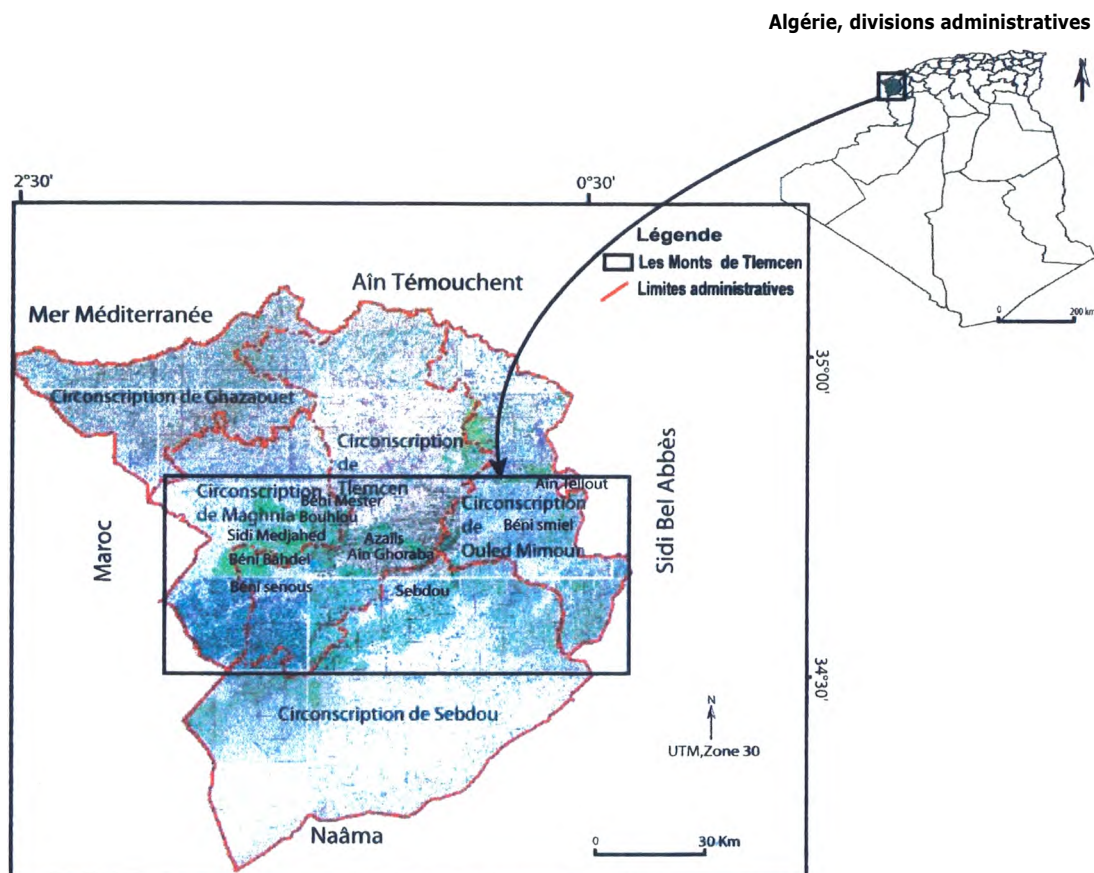 Algérie, divisions administratives
N
200 km
0
2°30'
0°30'
Légende
Les Monts de Tlemcen
Limites administratives
Aîn Témouchent
Mer Méditerranée
35°00'
Circonscription de Ghazaouet
Circonscription
de
Tlemcen
Aîn Tellout
Circonscription
de Maghnia
Béni Mester
Bouhlou
Sidi Medjahed
Azails
Ain Ghoraba
Circonscription
de
Ouled Mimoun
Béni smiel
Sidi Bel Abbès
Maroc
Béni Bahdel
Béni senous
Sebdou
34°30'
Circonscription de Sebdou
N
UTM,Zone 30
Naâma
0
30 Km